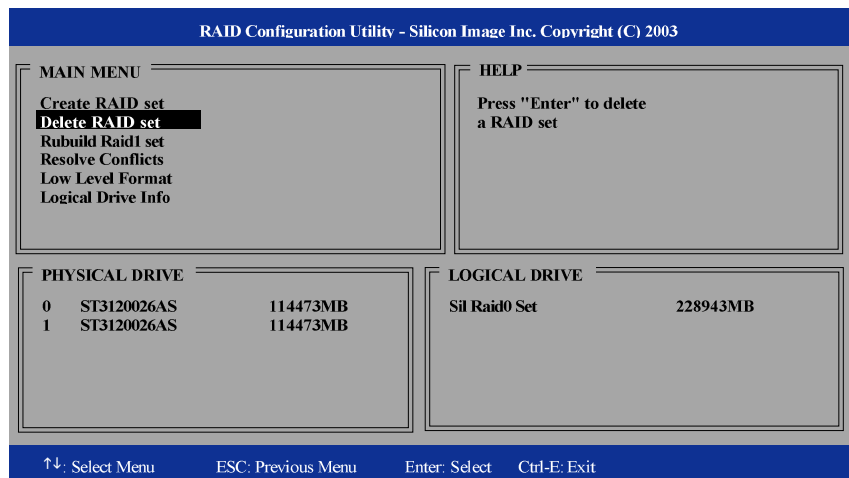 RAID Configuration Utility - Silicon Image Inc. Copyright (C) 2003
MAIN MENU
Create RAID set
Delete RAID set
Rubuild Raid1 set
Resolve Conflicts
Low Level Format
Logical Drive Info
HELP
Press "Enter" to delete
a RAID set
PHYSICAL DRIVE
0 ST3120026AS 114473MB
1 ST3120026AS 114473MB
LOGICAL DRIVE
Sil Raid0 Set 228943MB
↑↓: Select Menu ESC: Previous Menu Enter: Select Ctrl-E: Exit